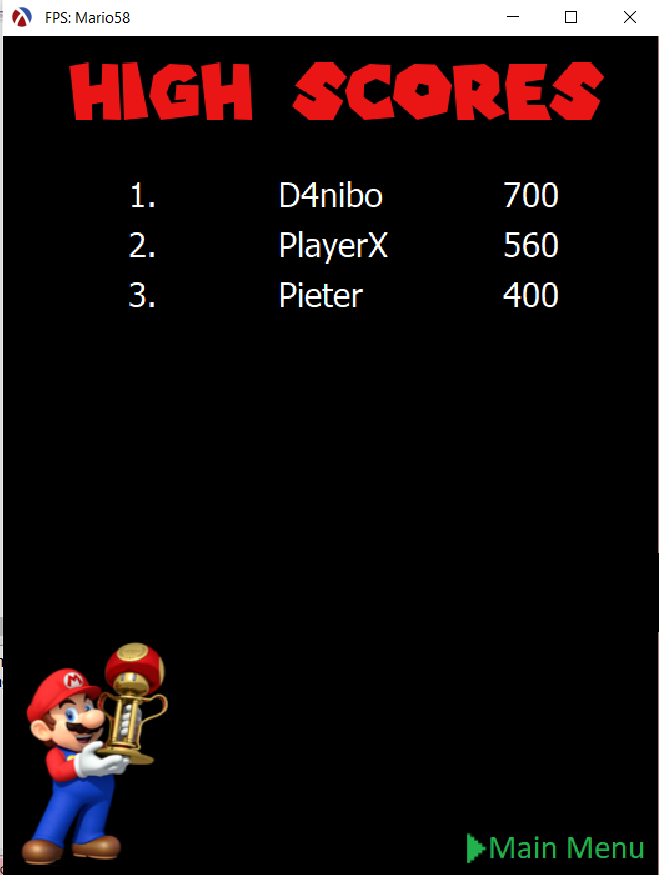 FPS: Mario58
HIGH SCORES
1. D4nibo 700
2. PlayerX 560
3. Pieter 400
M
Main Menu